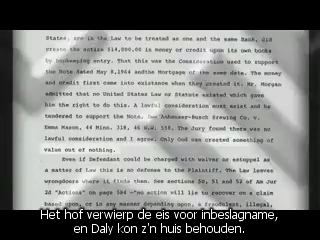 States, are in the Law to be treated as one and the same Bank, did
create the entire $14,000.00 in money or credit upon its own books
by bookkeeping entry. That this was the Consideration used to support
the Note dated May 8,1964 and the Mortgage of the same date. The money
and credit first came into existence when they created it. Mr. Morgan
admitted that no United States Law or Statute existed which gave
him the right to do this. A lawful consideration must exist and be
tendered to support the Note. See Anheuser-Busch Brewing Co. v.
Emma Mason, 44 Minn. 318, 46 N.W. 558. The Jury found there was no
lawful consideration and I agree. Only God can created something of
value out of nothing.
Even if Defendant could be charged with waiver or estoppel as
a matter of Law this is no defense to the Plaintiff. The Law leaves
wrongdoers where it finds them. See sections 50, 51 and 52 of Am Jur
2d "Actions" on page 584 - "no action will lie to recover on a claim
based upon, or in any manner depending upon, a fraudulent, illegal,
Het hof verwierp de eis voor inbeslagname,
en Daly kon z'n huis behouden.